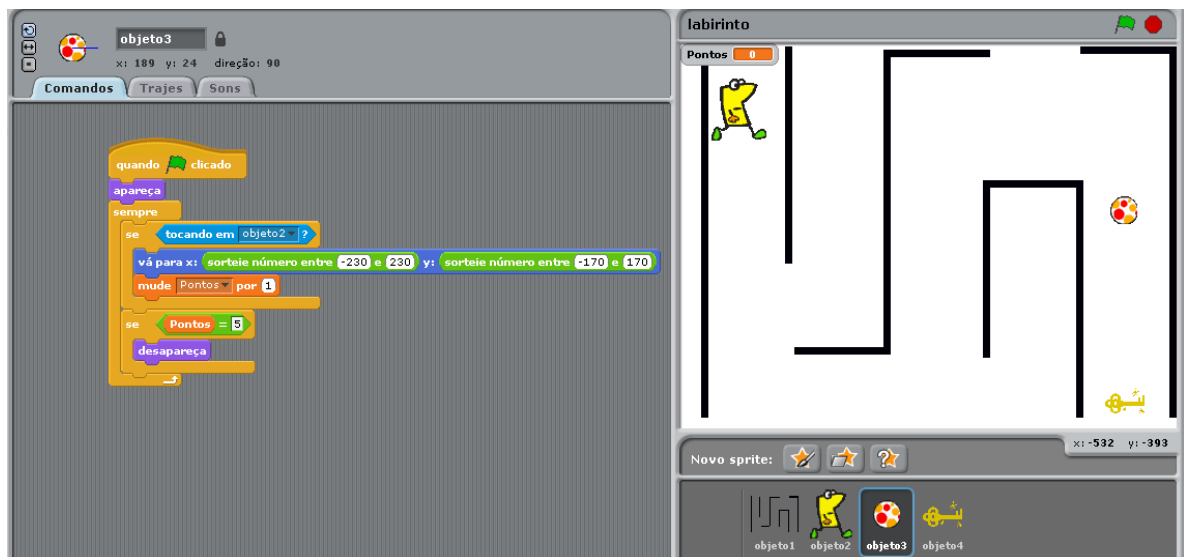 objeto3
x: 189 y: 24 direção: 90
Comandos Trajes Sons
quando clicado
apareça
sempre
se tocando em objeto2 ?
vá para x: sorteie número entre -230 e 230 y: sorteie número entre -170 e 170
mude Pontos por 1
se Pontos = 5
desapareça
labirinto
Pontos 0
x: -532 y: -393
Novo sprite:
objeto1 objeto2 objeto3 objeto4